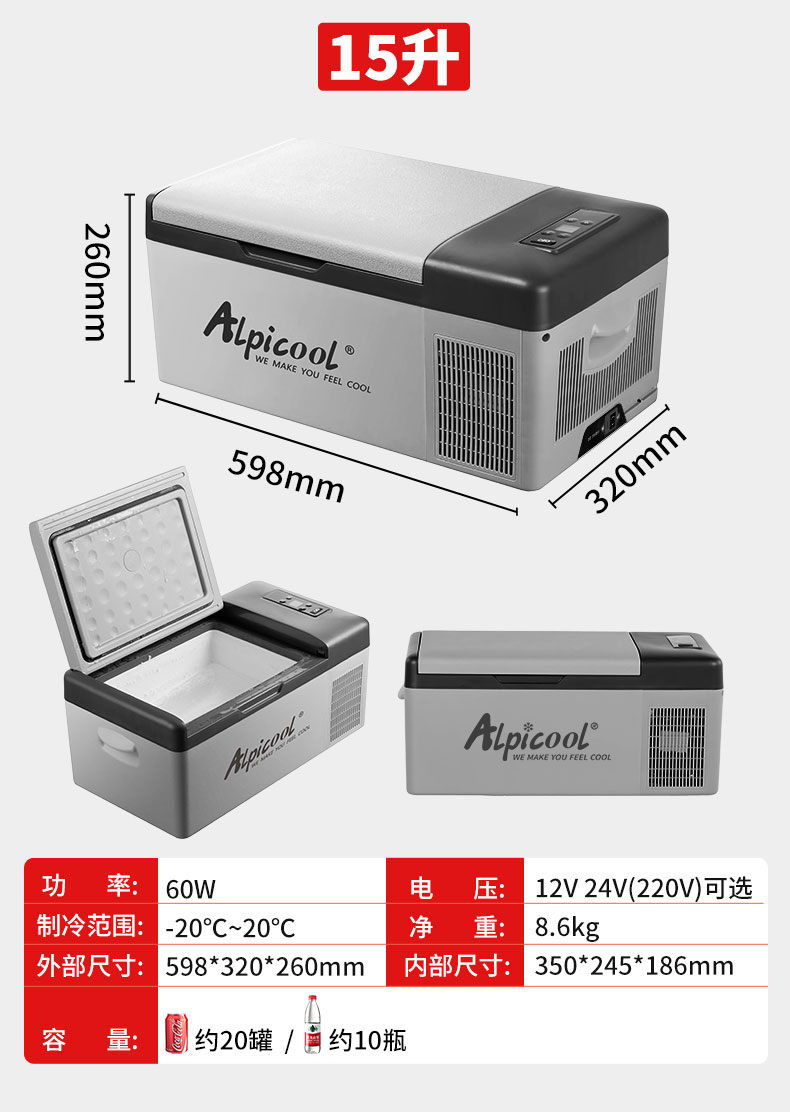 15升
260mm
Alpicool®
WE MAKE YOU FEEL COOL
598mm
320mm
Alpicool®
WE MAKE YOU FEEL COOL
Alpicool®
WE MAKE YOU FEEL COOL
功 率: 60W 电 压: 12V 24V(220V)可选
制冷范围: -20℃~20℃ 净 重: 8.6kg
外部尺寸: 598*320*260mm 内部尺寸: 350*245*186mm
容 量: 约20罐 / 约10瓶